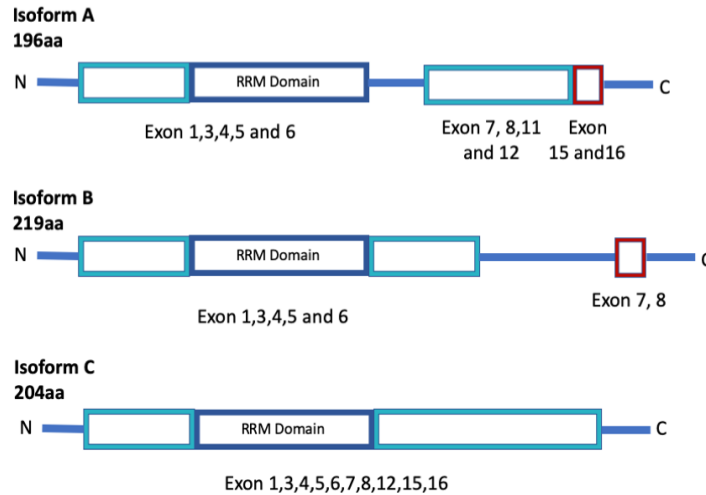 Isoform A
196aa
N RRM Domain C
Exon 1,3,4,5 and 6 Exon 7, 8,11 Exon
and 12 15 and16
Isoform B
219aa
N RRM Domain
Exon 1,3,4,5 and 6 Exon 7, 8
Isoform C
204aa
N RRM Domain C
Exon 1,3,4,5,6,7,8,12,15,16